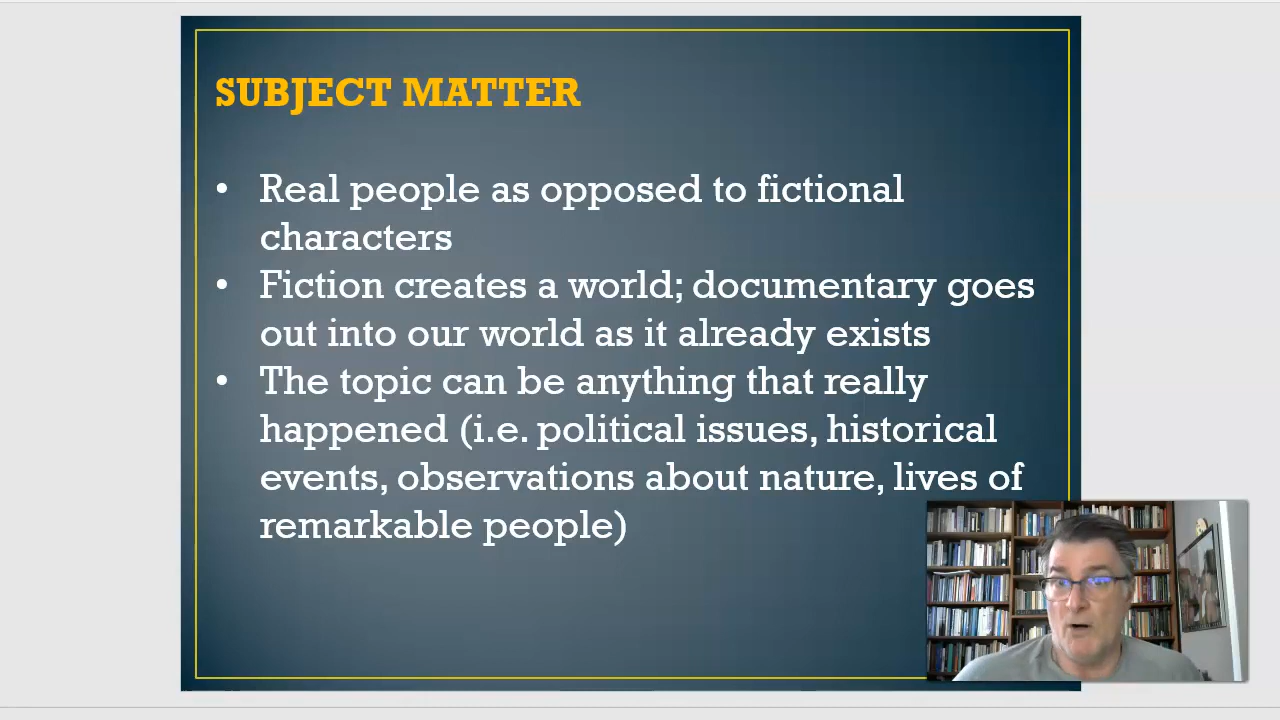 SUBJECT MATTER
• Real people as opposed to fictional
characters
• Fiction creates a world; documentary goes
out into our world as it already exists
• The topic can be anything that really
happened (i.e. political issues, historical
events, observations about nature, lives of
remarkable people)